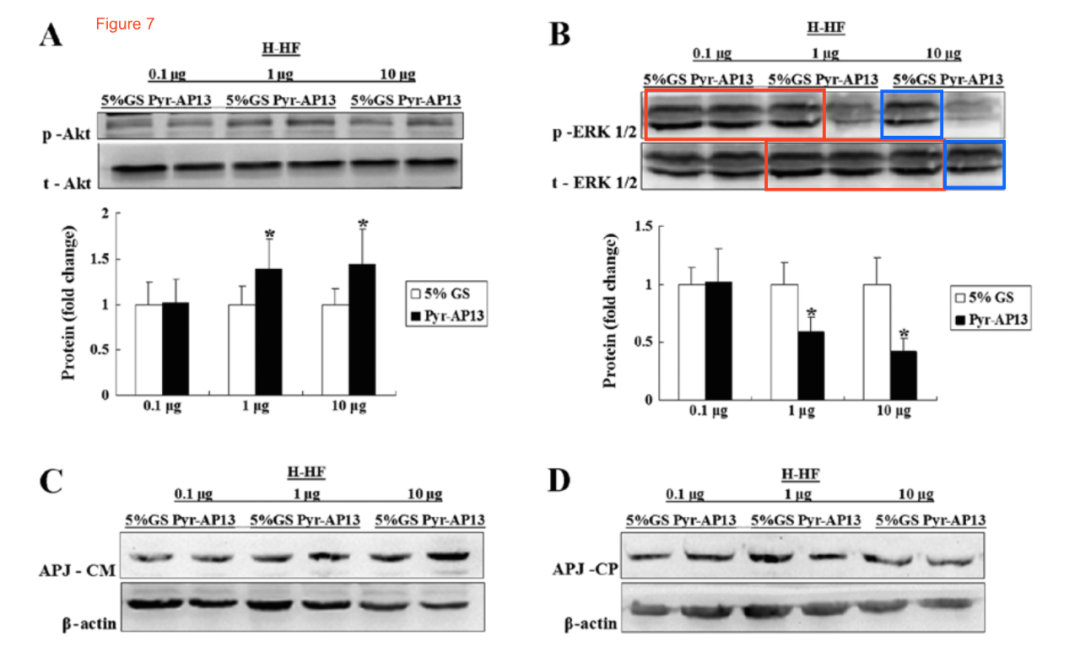 Figure 7
A
H-HF
0.1 μg 1 μg 10 μg
5%GS Pyr-AP13 5%GS Pyr-AP13 5%GS Pyr-AP13
p -Akt
t - Akt
Protein (fold change)
2
1.5
1
0.5
0
* *
0.1 μg 1 μg 10 μg
5% GS
Pyr-AP13
B
H-HF
0.1 μg 1 μg 10 μg
5%GS Pyr-AP13 5%GS Pyr-AP13 5%GS Pyr-AP13
p -ERK 1/2
t - ERK 1/2
Protein (fold change)
1.5
1
0.5
0
* *
0.1 μg 1 μg 10 μg
5% GS
Pyr-AP13
C
H-HF
0.1 μg 1 μg 10 μg
5%GS Pyr-AP13 5%GS Pyr-AP13 5%GS Pyr-AP13
APJ - CM
β-actin
D
H-HF
0.1 μg 1 μg 10 μg
5%GS Pyr-AP13 5%GS Pyr-AP13 5%GS Pyr-AP13
APJ -CP
β-actin